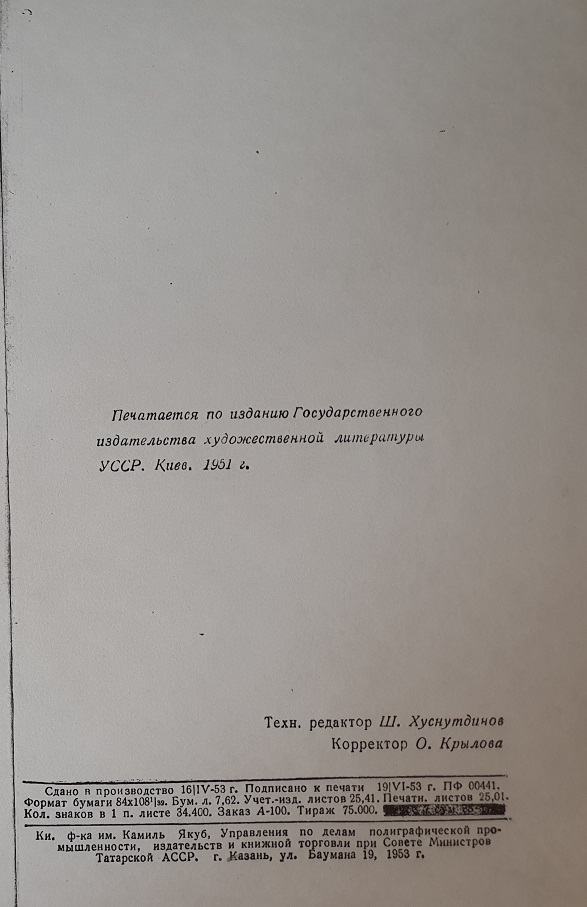 Печатается по изданию Государственного
издательства художественной литературы
УССР. Киев. 1951 г.
Техн. редактор Ш. Хуснутдинов
Корректор О. Крылова
Сдано в производство 16|IV-53 г. Подписано к печати 19|VI-53 г. ПФ 00441.
Формат бумаги 84х108¹|₃₂. Бум. л. 7,62. Учет.-изд. листов 25,41. Печатн. листов 25,01.
Кол. знаков в 1 п. листе 34.400. Заказ А-100. Тираж 75.000.
Кн. ф-ка им. Камиль Якуб, Управления по делам полиграфической про-
мышленности, издательств и книжной торговли при Совете Министров
Татарской АССР. г. Казань, ул. Баумана 19, 1953 г.